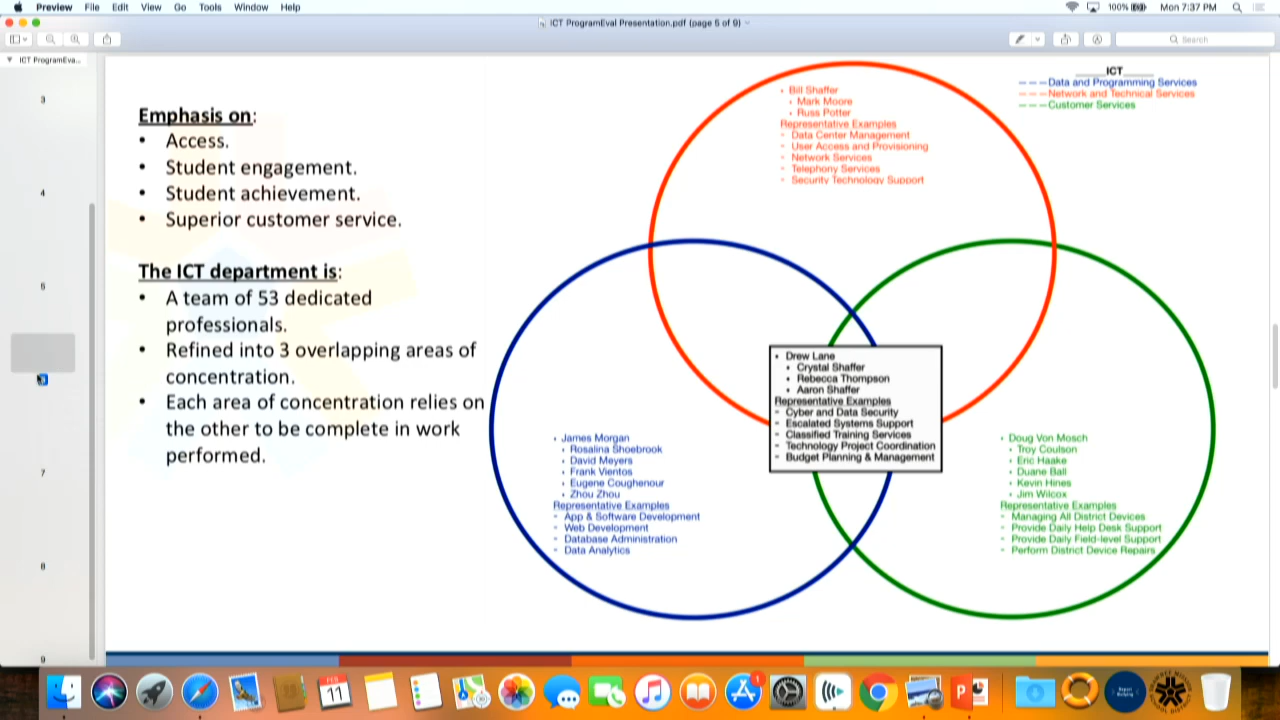 Preview File Edit View Go Tools Window Help
100% Mon 7:37 PM
ICT ProgramEval Presentation.pdf (page 5 of 9)
Search
ICT ProgramEva...
3
4
6
7
8
9
Emphasis on:
• Access.
• Student engagement.
• Student achievement.
• Superior customer service.
The ICT department is:
• A team of 53 dedicated
professionals.
• Refined into 3 overlapping areas of
concentration.
• Each area of concentration relies on
the other to be complete in work
performed.
ICT
Data and Programming Services
Network and Technical Services
Customer Services
• Bill Shaffer
• Mark Moore
• Russ Potter
Representative Examples
- Data Center Management
- User Access and Provisioning
- Network Services
- Telephony Services
- Security Technology Support
• Drew Lane
• Crystal Shaffer
• Rebecca Thompson
• Aaron Shaffer
Representative Examples
- Cyber and Data Security
- Escalated Systems Support
- Classified Training Services
- Technology Project Coordination
- Budget Planning & Management
• James Morgan
• Rosalina Shoebrook
• David Meyers
• Frank Vientos
• Eugene Coughenour
• Zhou Zhou
Representative Examples
- App & Software Development
- Web Development
- Database Administration
- Data Analytics
• Doug Von Mosch
• Troy Coulson
• Eric Haake
• Duane Ball
• Kevin Hines
• Jim Wilcox
Representative Examples
- Managing All District Devices
- Provide Daily Help Desk Support
- Provide Daily Field-level Support
- Perform District Device Repairs
FEB
11
1